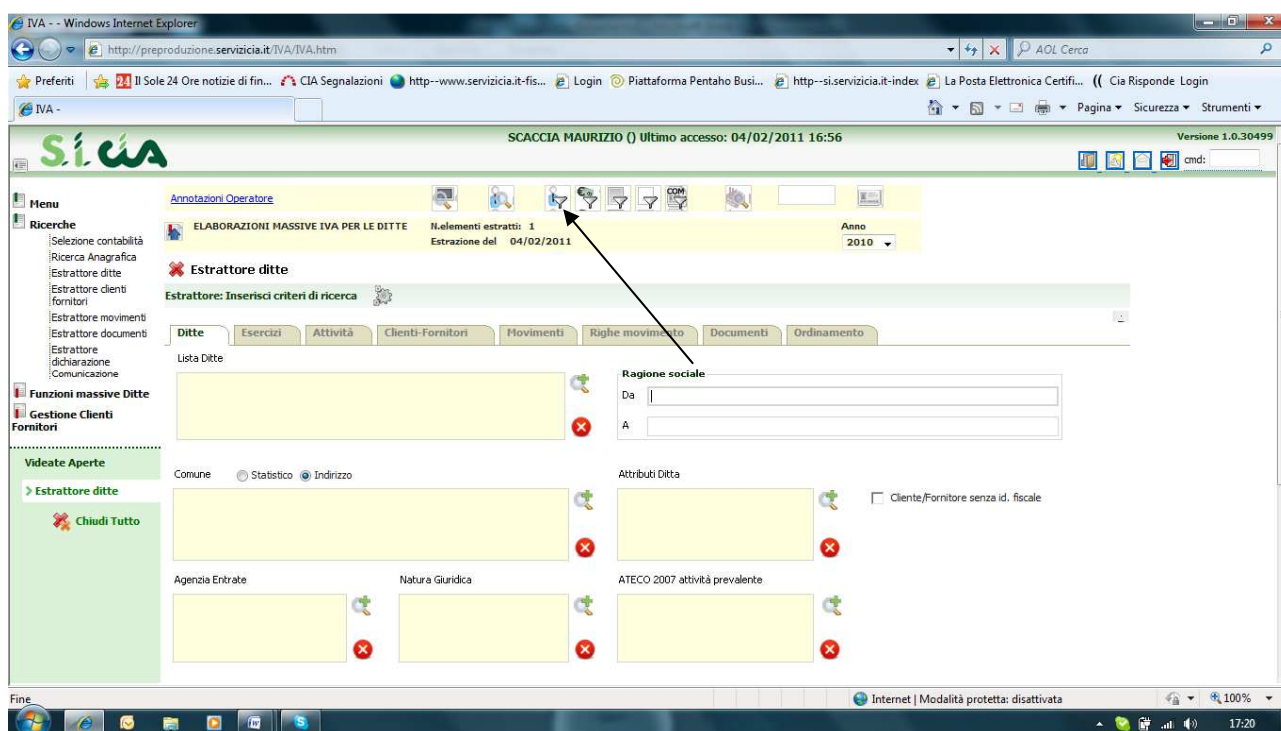 IVA - - Windows Internet Explorer
http://preproduzione.servizicia.it/IVA/IVA.htm
AOL Cerca
Preferiti
24 Il Sole 24 Ore notizie di fin...
CIA Segnalazioni
http--www.servizicia.it-fis...
Login
Piattaforma Pentaho Busi...
http--si.servizicia.it-index
La Posta Elettronica Certifi...
Cia Risponde Login
IVA -
Pagina
Sicurezza
Strumenti
S.í. CIA
SCACCIA MAURIZIO () Ultimo accesso: 04/02/2011 16:56
Versione 1.0.30499
cmd:
Menu
Ricerche
Selezione contabilità
Ricerca Anagrafica
Estrattore ditte
Estrattore clienti
fornitori
Estrattore movimenti
Estrattore documenti
Estrattore
dichiarazione
Comunicazione
Funzioni massive Ditte
Gestione Clienti
Fornitori
Videate Aperte
Estrattore ditte
Chiudi Tutto
Annotazioni Operatore
COM
ELABORAZIONI MASSIVE IVA PER LE DITTE
N.elementi estratti: 1
Estrazione del 04/02/2011
Anno
2010
Estrattore ditte
Estrattore: Inserisci criteri di ricerca
Ditte
Esercizi
Attività
Clienti-Fornitori
Movimenti
Righe movimento
Documenti
Ordinamento
Lista Ditte
Ragione sociale
Da
A
Comune
Statistico
Indirizzo
Attributi Ditta
Cliente/Fornitore senza id. fiscale
Agenzia Entrate
Natura Giuridica
ATECO 2007 attività prevalente
Fine
Internet | Modalità protetta: disattivata
100%
17:20